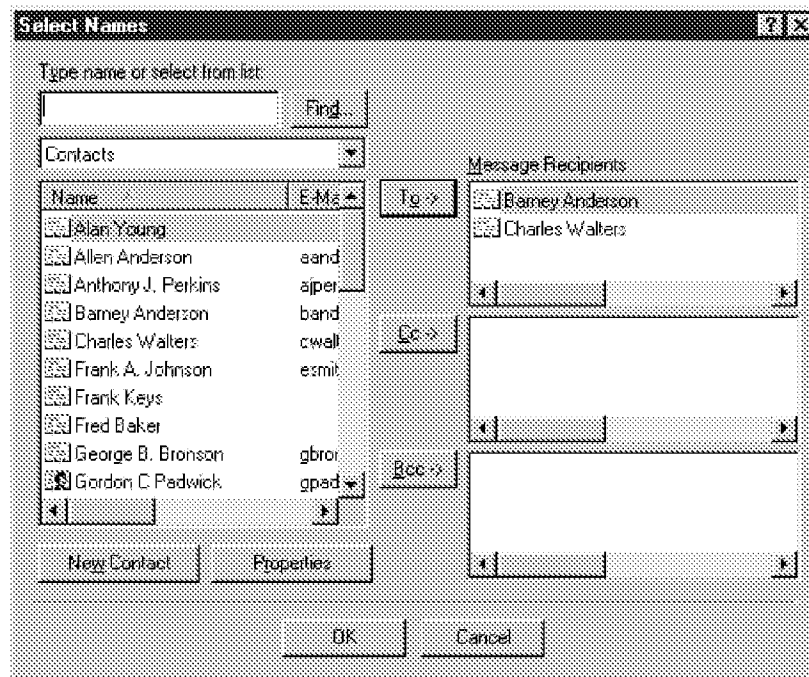 Select Names
Type name or select from list:
Find...
Contacts
Message Recipients
Name E-Ma
To ->
Alan Young
Allen Anderson aand
Anthony J. Perkins ajper
Barney Anderson band
Charles Walters cwalt
Frank A. Johnson esmit
Frank Keys
Fred Baker
George B. Bronson gbror
Gordon C Padwick gpad
Barney Anderson
Charles Walters
Cc ->
Bcc ->
New Contact
Properties
OK
Cancel